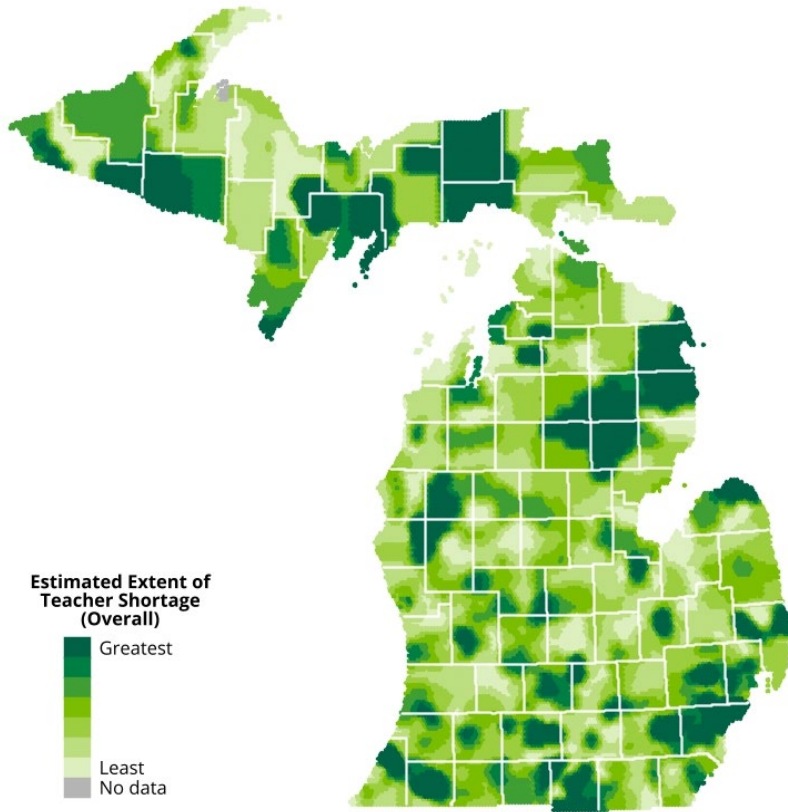 Estimated Extent of
Teacher Shortage
(Overall)
Greatest
Least
No data